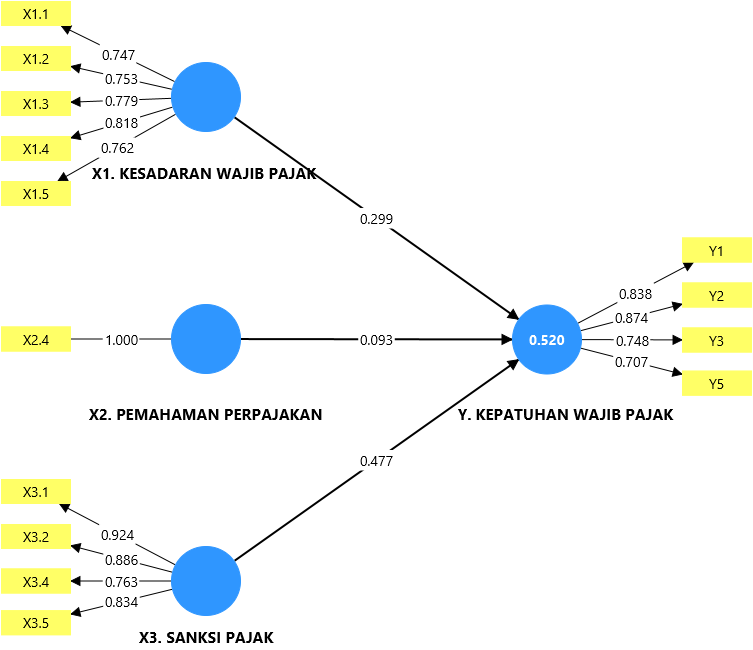 X1.1
X1.2
X1.3
X1.4
X1.5
0.747
0.753
0.779
0.818
0.762
X1. KESADARAN WAJIB PAJAK
0.299
X2.4
1.000
0.093
X2. PEMAHAMAN PERPAJAKAN
X3.1
X3.2
X3.4
X3.5
0.924
0.886
0.763
0.834
X3. SANKSI PAJAK
0.477
0.520
Y. KEPATUHAN WAJIB PAJAK
0.838
0.874
0.748
0.707
Y1
Y2
Y3
Y5